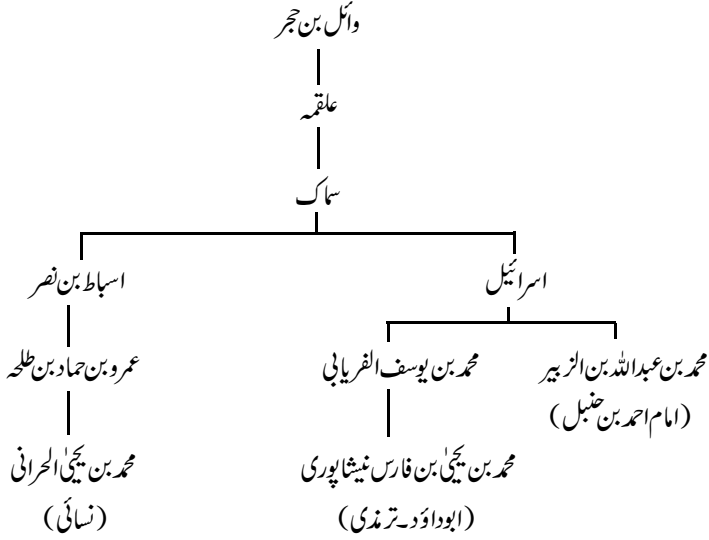 وائل بن حجر
علقمہ
سماک
اسرائیل
اسباط بن نصر
محمد بن عبداللہ بن الزبیر
(امام احمد بن حنبل)
محمد بن یوسف الفریابی
عمرو بن حماد بن طلحہ
محمد بن یحییٰ بن فارس نیشاپوری
(ابوداؤد۔ترمذی)
محمد بن یحییٰ الحرانی
(نسائی)